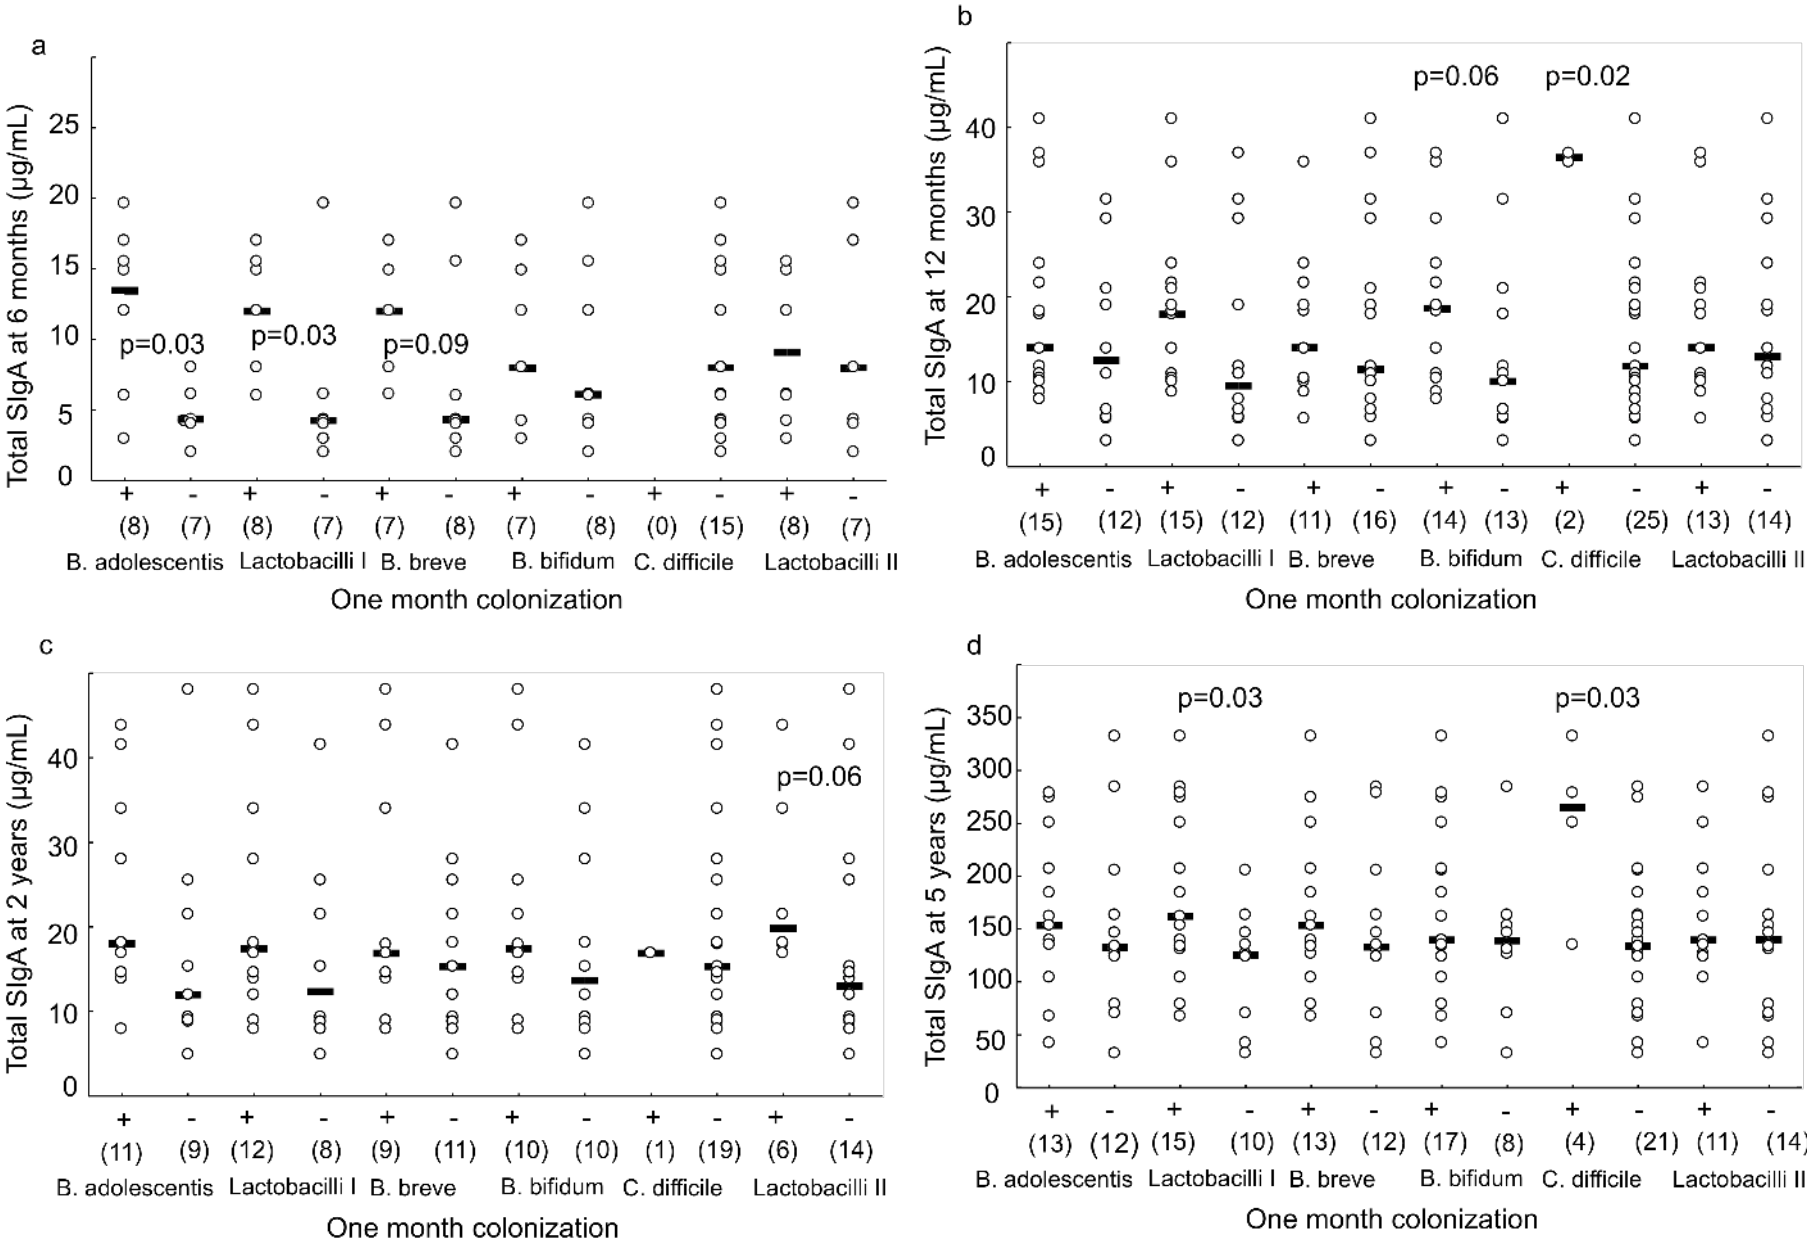 a
Total SIgA at 6 months (µg/mL)
25
20
15
10
5
0
p=0.03
p=0.03
p=0.09
+ - + - + - + - + - + -
(8) (7) (8) (7) (7) (8) (7) (8) (0) (15) (8) (7)
B. adolescentis Lactobacilli I B. breve B. bifidum C. difficile Lactobacilli II
One month colonization
b
Total SIgA at 12 months (µg/mL)
40
30
20
10
0
p=0.06 p=0.02
+ - + - + - + - + - + -
(15) (12) (15) (12) (11) (16) (14) (13) (2) (25) (13) (14)
B. adolescentis Lactobacilli I B. breve B. bifidum C. difficile Lactobacilli II
One month colonization
c
Total SIgA at 2 years (µg/mL)
40
30
20
10
0
p=0.06
+ - + - + - + - + - + -
(11) (9) (12) (8) (9) (11) (10) (10) (1) (19) (6) (14)
B. adolescentis Lactobacilli I B. breve B. bifidum C. difficile Lactobacilli II
One month colonization
d
Total SIgA at 5 years (µg/mL)
350
300
250
200
150
100
50
0
p=0.03 p=0.03
+ - + - + - + - + - + -
(13) (12) (15) (10) (13) (12) (17) (8) (4) (21) (11) (14)
B. adolescentis Lactobacilli I B. breve B. bifidum C. difficile Lactobacilli II
One month colonization